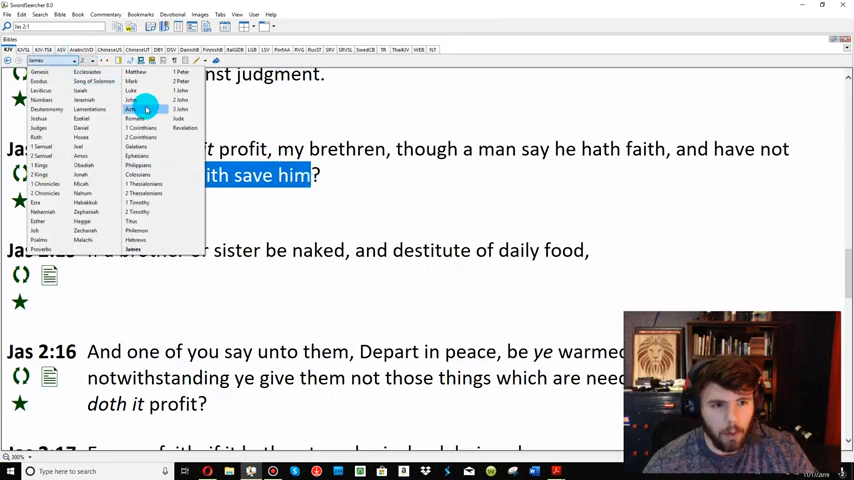 SwordSearcher 8.0
File Edit Search Bible Book Commentary Bookmarks Devotional Images Tabs View User Help
Jas 2:1
Bibles
KJV KJVSL KJV-TSK ASV ArabicSVD ChineseUT ChineseUT DBY DSV DanishB FinnishB ItalGDB LGB LSV PortAA RVG RusST SRV SRVSL SwedCB TR ThaiKJV WEB YLT
James 2
Genesis Ecclesiastes Matthew 1 Peter
Exodus Song of Solomon Mark 2 Peter
Leviticus Isaiah Luke 1 John
Numbers Jeremiah John 2 John
Deuteronomy Lamentations Acts 3 John
Joshua Ezekiel Romans Jude
Judges Daniel 1 Corinthians Revelation
Ruth Hosea 2 Corinthians
1 Samuel Joel Galatians
2 Samuel Amos Ephesians
1 Kings Obadiah Philippians
2 Kings Jonah Colossians
1 Chronicles Micah 1 Thessalonians
2 Chronicles Nahum 2 Thessalonians
Ezra Habakkuk 1 Timothy
Nehemiah Zephaniah 2 Timothy
Esther Haggai Titus
Job Zechariah Philemon
Psalms Malachi Hebrews
Proverbs James
nst judgment.
Jas it profit, my brethren, though a man say he hath faith, and have not
ith save him?
Jas sister be naked, and destitute of daily food,
Jas 2:16 And one of you say unto them, Depart in peace, be ye warmed
notwithstanding ye give them not those things which are need
doth it profit?
Jas 2:17
300%
Type here to search
11/17/2019